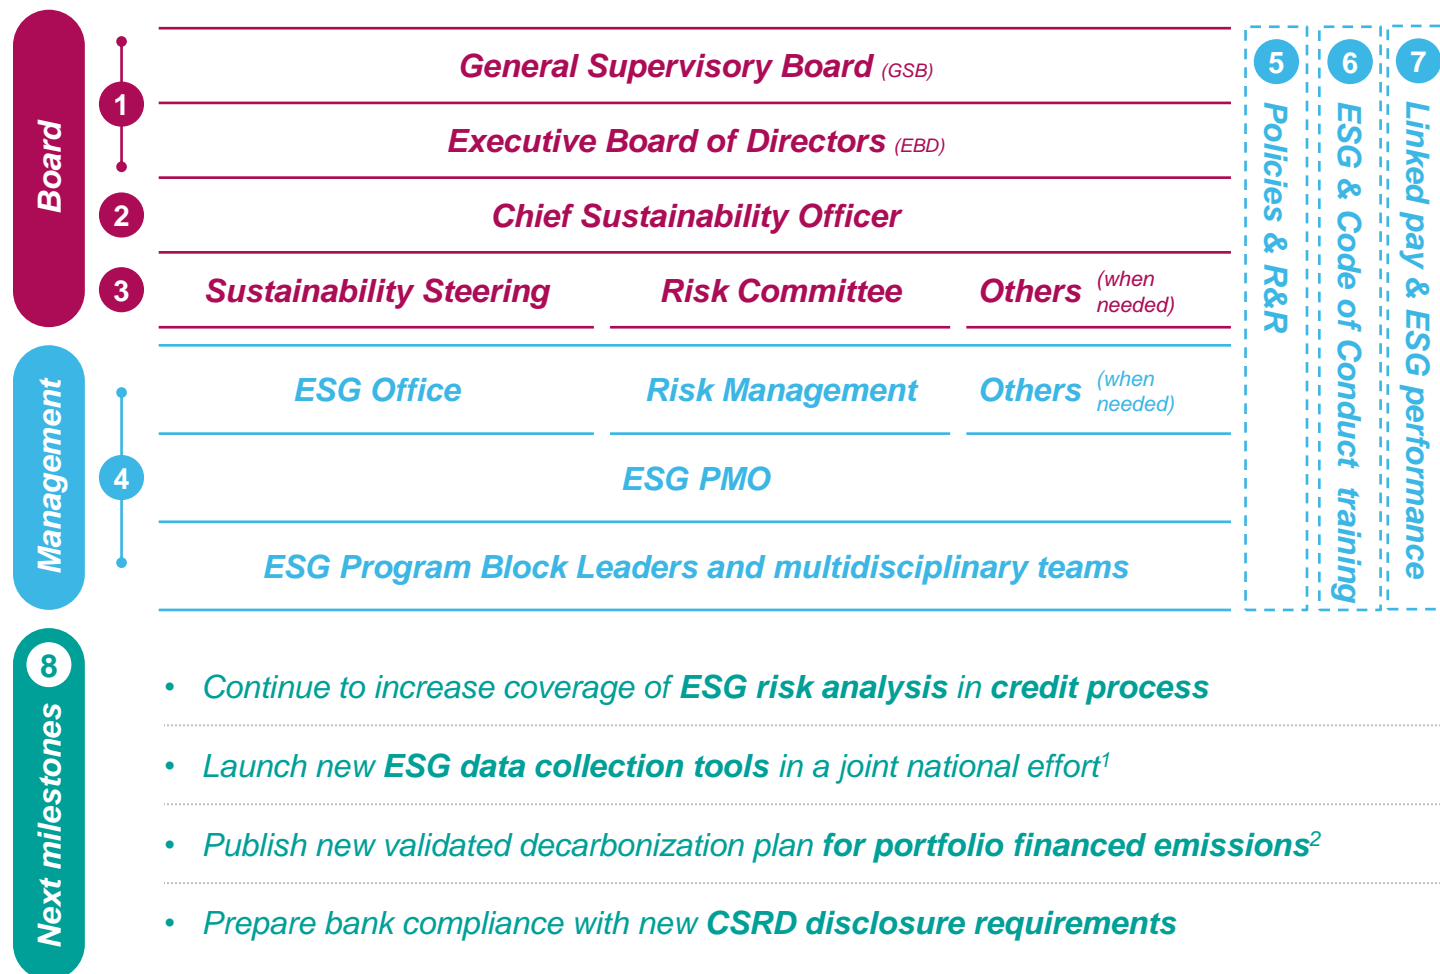 Board
1
General Supervisory Board (GSB)
Executive Board of Directors (EBD)
2
Chief Sustainability Officer
3
Sustainability Steering
Risk Committee
Others (when
needed)
Management
4
ESG Office
Risk Management
Others (when
needed)
ESG PMO
ESG Program Block Leaders and multidisciplinary teams
5
Policies & R&R
6
ESG & Code of Conduct training
7
Linked pay & ESG performance
8
Next milestones
• Continue to increase coverage of ESG risk analysis in credit process
• Launch new ESG data collection tools in a joint national effort¹
• Publish new validated decarbonization plan for portfolio financed emissions²
• Prepare bank compliance with new CSRD disclosure requirements